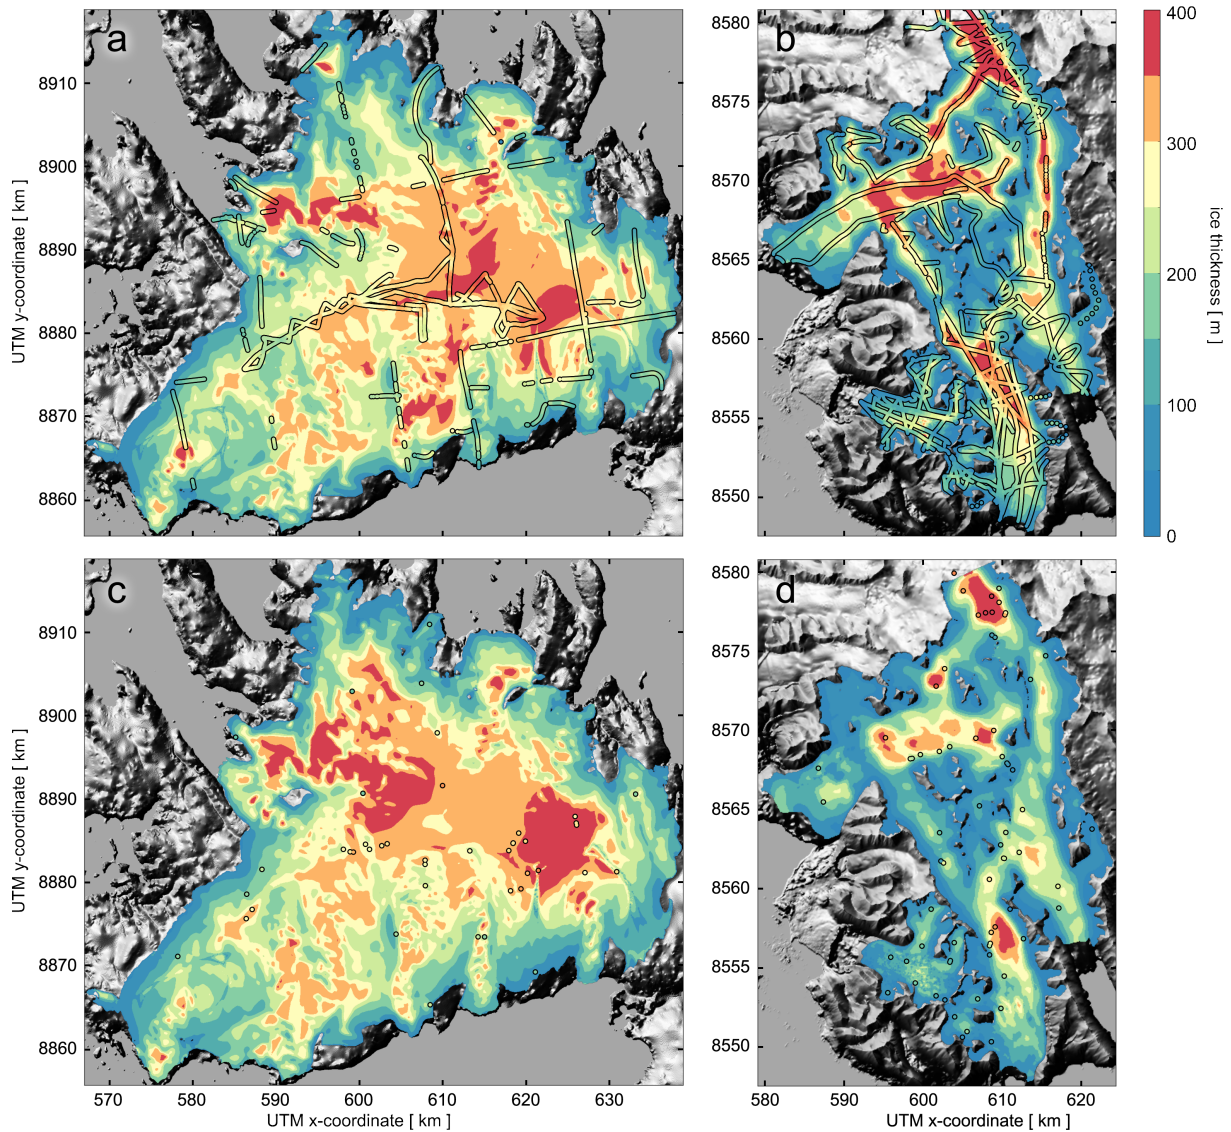 a
b
UTM y-coordinate [ km ]
8910
8900
8890
8880
8870
8860
8580
8575
8570
8565
8560
8555
8550
400
300
200
100
0
ice thickness [ m ]
c
d
UTM y-coordinate [ km ]
8910
8900
8890
8880
8870
8860
8580
8575
8570
8565
8560
8555
8550
570 580 590 600 610 620 630
580 590 600 610 620
UTM x-coordinate [ km ]
UTM x-coordinate [ km ]